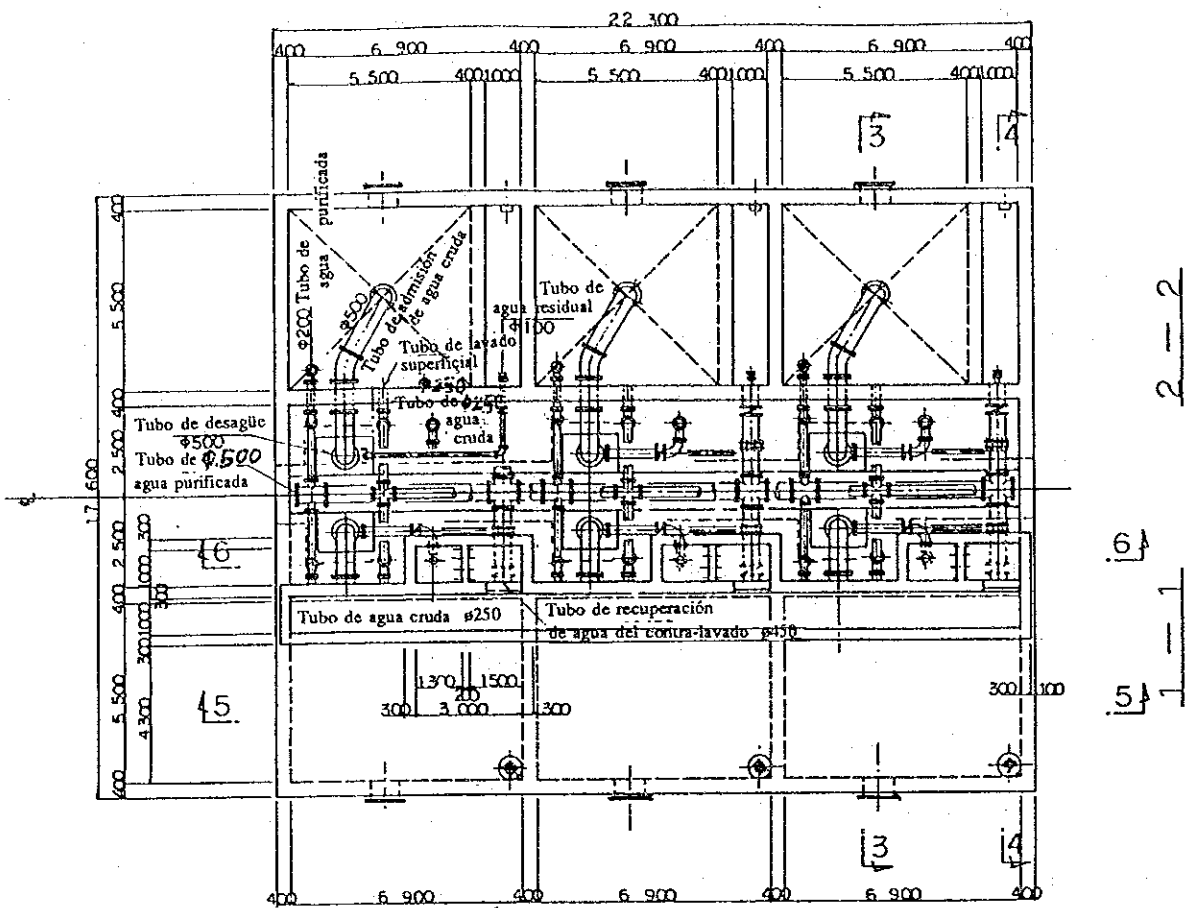 22 300
400 6 900 400 6 900 400 6 900 400
5 500 400 1000 5 500 400 1000 5 500 400 1000
3 4
400
Tubo de agua purificada
Φ200
Φ500
Tubo de admisión
de agua cruda
Tubo de
agua residual
Φ100
5 500
Tubo de lavado
superficial
Φ250
Tubo de Φ250
agua
cruda
2 — 2
400
Tubo de desagüe
Φ500
Tubo de Φ500
agua purificada
2 500
17 600
℄
2 500
300
6 6
1000
400
300
Tubo de agua cruda ø250
Tubo de recuperación
de agua del contra-lavado ø450
1 — 1
1000
300
1300 1500
200
300 3 000 300
300 100
5 5
5 500
4 300
400
3 4
400 6 900 400 6 900 400 6 900 400